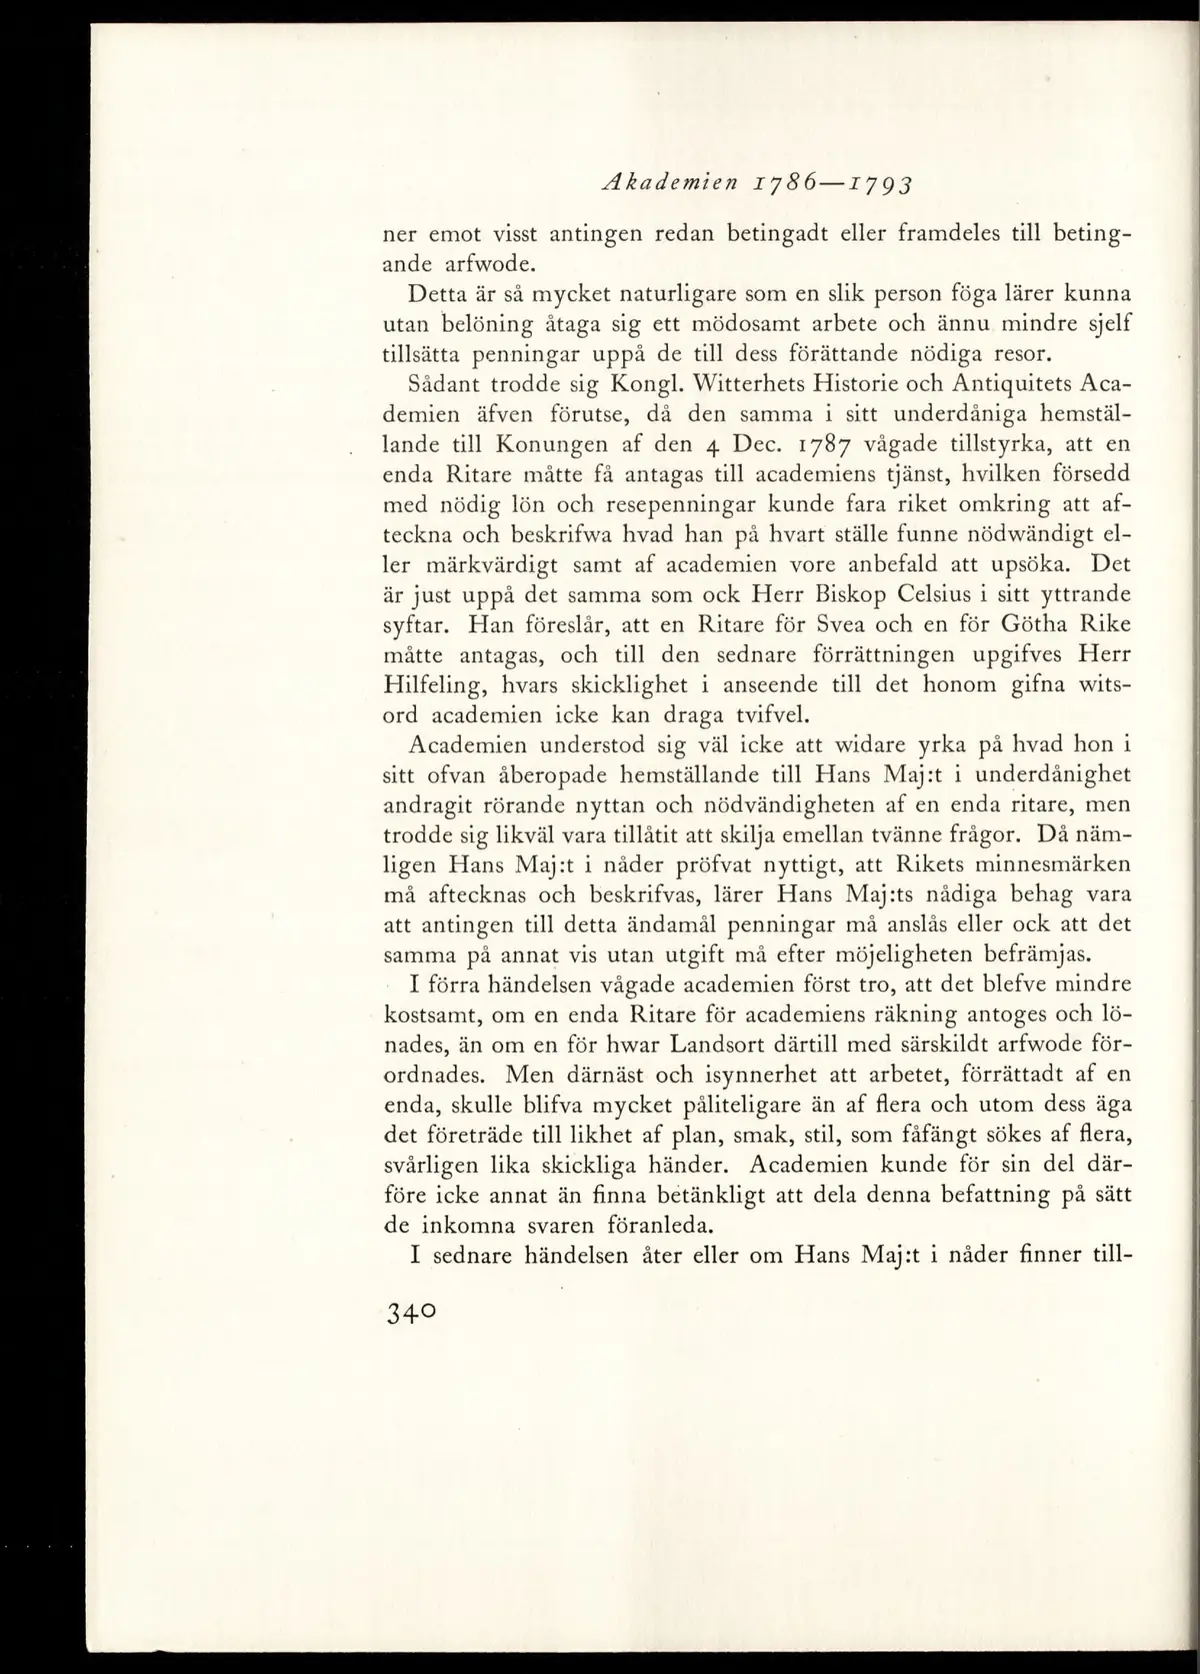 Akademien 1786—1793
ner emot visst antingen redan betingadt eller framdeles till beting-
ande arfwode.
Detta är så mycket naturligare som en slik person föga lärer kunna
utan belöning åtaga sig ett mödosamt arbete och ännu mindre sjelf
tillsätta penningar uppå de till dess förättande nödiga resor.
Sådant trodde sig Kongl. Witterhets Historie och Antiquitets Aca-
demien äfven förutse, då den samma i sitt underdåniga hemstäl-
lande till Konungen af den 4 Dec. 1787 vågade tillstyrka, att en
enda Ritare måtte få antagas till academiens tjänst, hvilken försedd
med nödig lön och resepenningar kunde fara riket omkring att af-
teckna och beskrifwa hvad han på hvart ställe funne nödwändigt el-
ler märkvärdigt samt af academien vore anbefald att upsöka. Det
är just uppå det samma som ock Herr Biskop Celsius i sitt yttrande
syftar. Han föreslår, att en Ritare för Svea och en för Götha Rike
måtte antagas, och till den sednare förrättningen upgifves Herr
Hilfeling, hvars skicklighet i anseende till det honom gifna wits-
ord academien icke kan draga tvifvel.
Academien understod sig väl icke att widare yrka på hvad hon i
sitt ofvan åberopade hemställande till Hans Maj:t i underdånighet
andragit rörande nyttan och nödvändigheten af en enda ritare, men
trodde sig likväl vara tillåtit att skilja emellan tvänne frågor. Då näm-
ligen Hans Maj:t i nåder pröfvat nyttigt, att Rikets minnesmärken
må aftecknas och beskrifvas, lärer Hans Maj:ts nådiga behag vara
att antingen till detta ändamål penningar må anslås eller ock att det
samma på annat vis utan utgift må efter möjeligheten befrämjas.
I förra händelsen vågade academien först tro, att det blefve mindre
kostsamt, om en enda Ritare för academiens räkning antoges och lö-
nades, än om en för hwar Landsort därtill med särskildt arfwode för-
ordnades. Men därnäst och isynnerhet att arbetet, förrättadt af en
enda, skulle blifva mycket påliteligare än af flera och utom dess äga
det företräde till likhet af plan, smak, stil, som fåfängt sökes af flera,
svårligen lika skickliga händer. Academien kunde för sin del där-
före icke annat än finna betänkligt att dela denna befattning på sätt
de inkomna svaren föranleda.
I sednare händelsen åter eller om Hans Maj:t i nåder finner till-
340